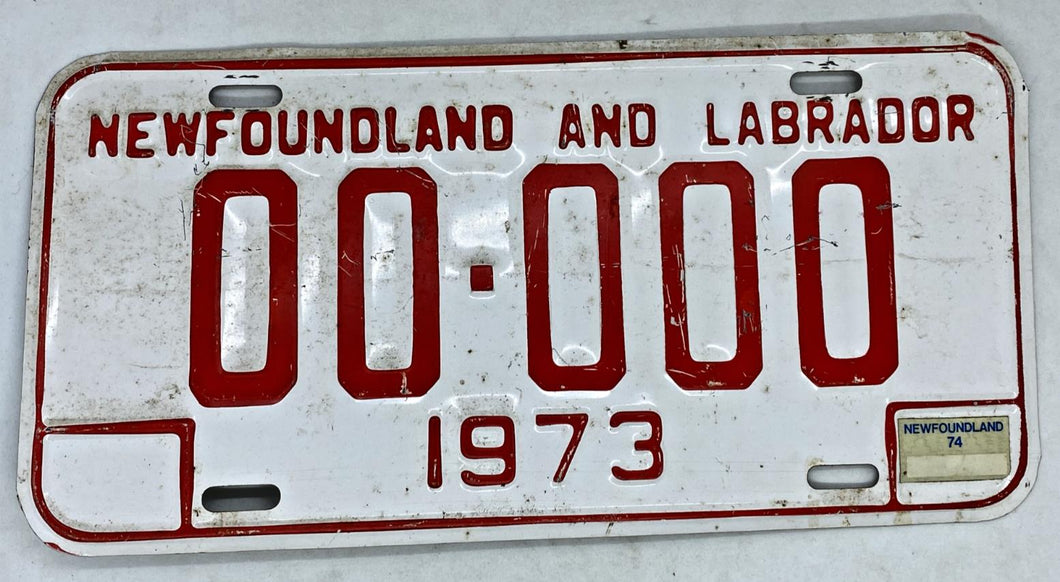 NEWFOUNDLAND AND LABRADOR
00·000
1973
NEWFOUNDLAND
74